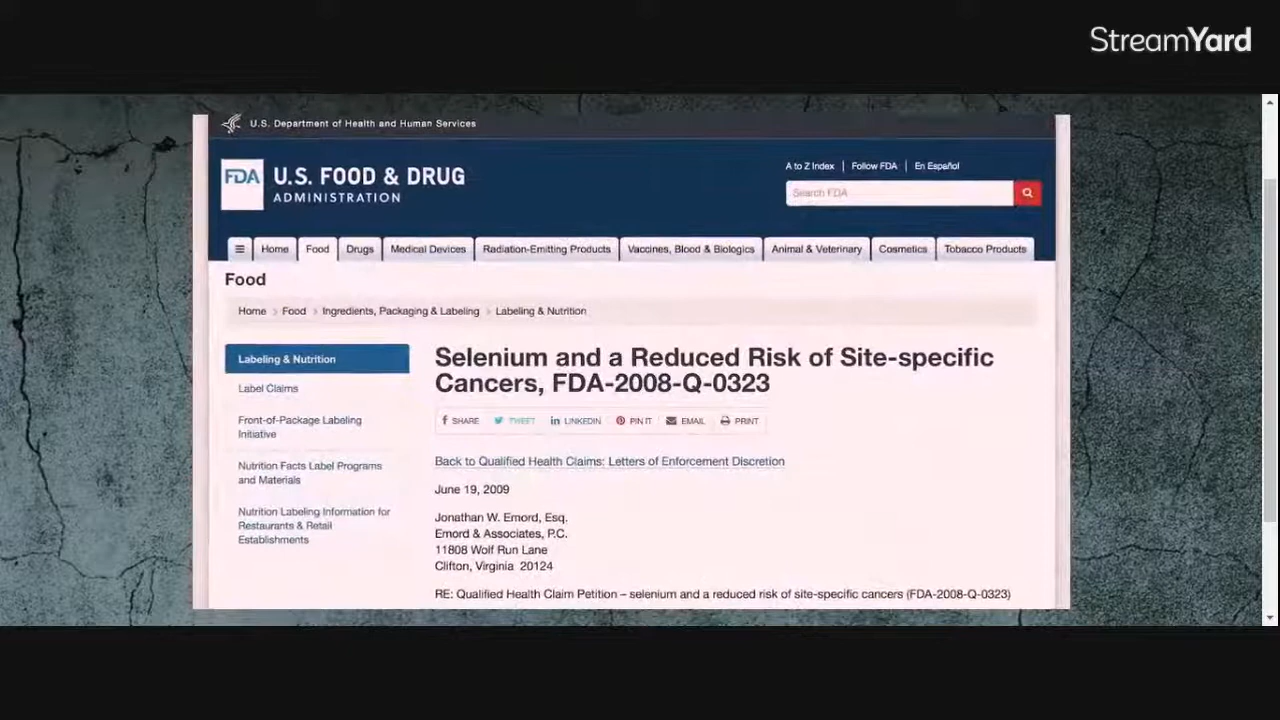 StreamYard
U.S. Department of Health and Human Services
FDA
U.S. FOOD & DRUG
ADMINISTRATION
A to Z Index | Follow FDA | En Español
Search FDA
Home
Food
Drugs
Medical Devices
Radiation-Emitting Products
Vaccines, Blood & Biologics
Animal & Veterinary
Cosmetics
Tobacco Products
Food
Home > Food > Ingredients, Packaging & Labeling > Labeling & Nutrition
Labeling & Nutrition
Label Claims
Front-of-Package Labeling
Initiative
Nutrition Facts Label Programs
and Materials
Nutrition Labeling Information for
Restaurants & Retail
Establishments
Selenium and a Reduced Risk of Site-specific
Cancers, FDA-2008-Q-0323
SHARE
TWEET
LINKEDIN
PIN IT
EMAIL
PRINT
Back to Qualified Health Claims: Letters of Enforcement Discretion
June 19, 2009
Jonathan W. Emord, Esq.
Emord & Associates, P.C.
11808 Wolf Run Lane
Clifton, Virginia 20124
RE: Qualified Health Claim Petition – selenium and a reduced risk of site-specific cancers (FDA-2008-Q-0323)